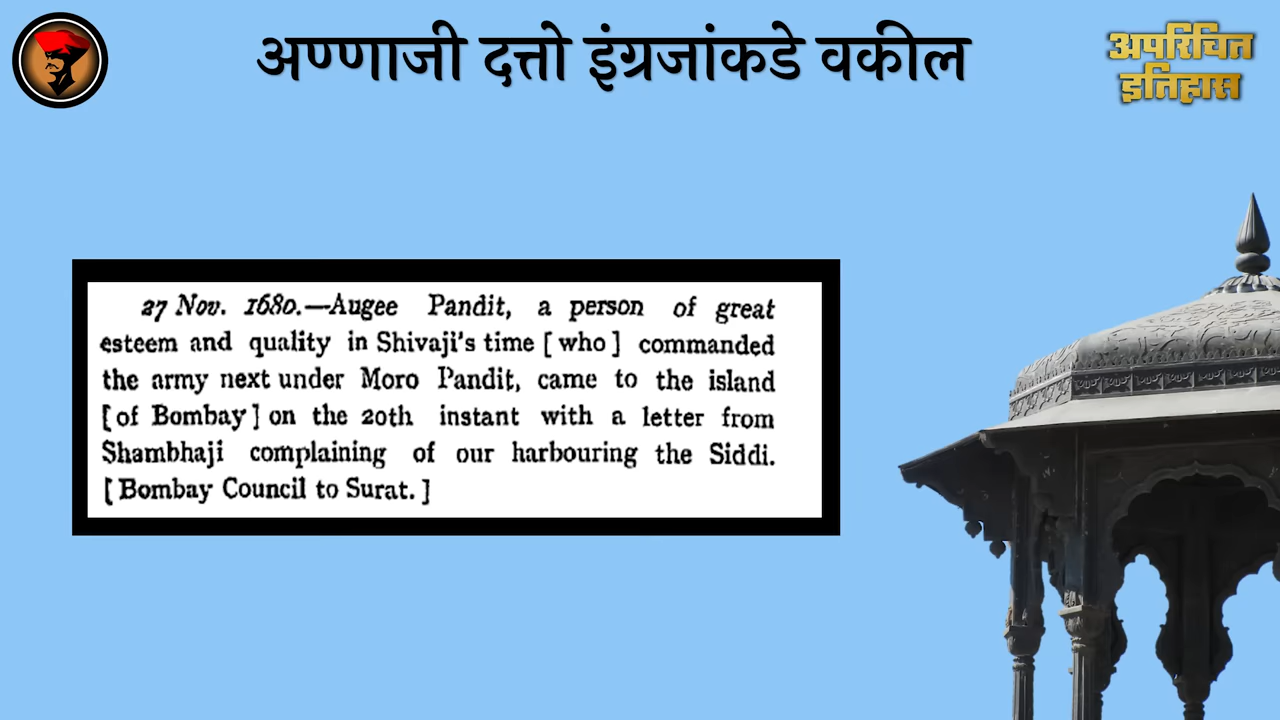 अण्णाजी दत्तो इंग्रजांकडे वकील
अपरिचित
इतिहास
27 Nov. 1680.—Augee Pandit, a person of great
esteem and quality in Shivaji's time [ who ] commanded
the army next under Moro Pandit, came to the island
[ of Bombay ] on the 20th instant with a letter from
Shambhaji complaining of our harbouring the Siddi.
[ Bombay Council to Surat. ]